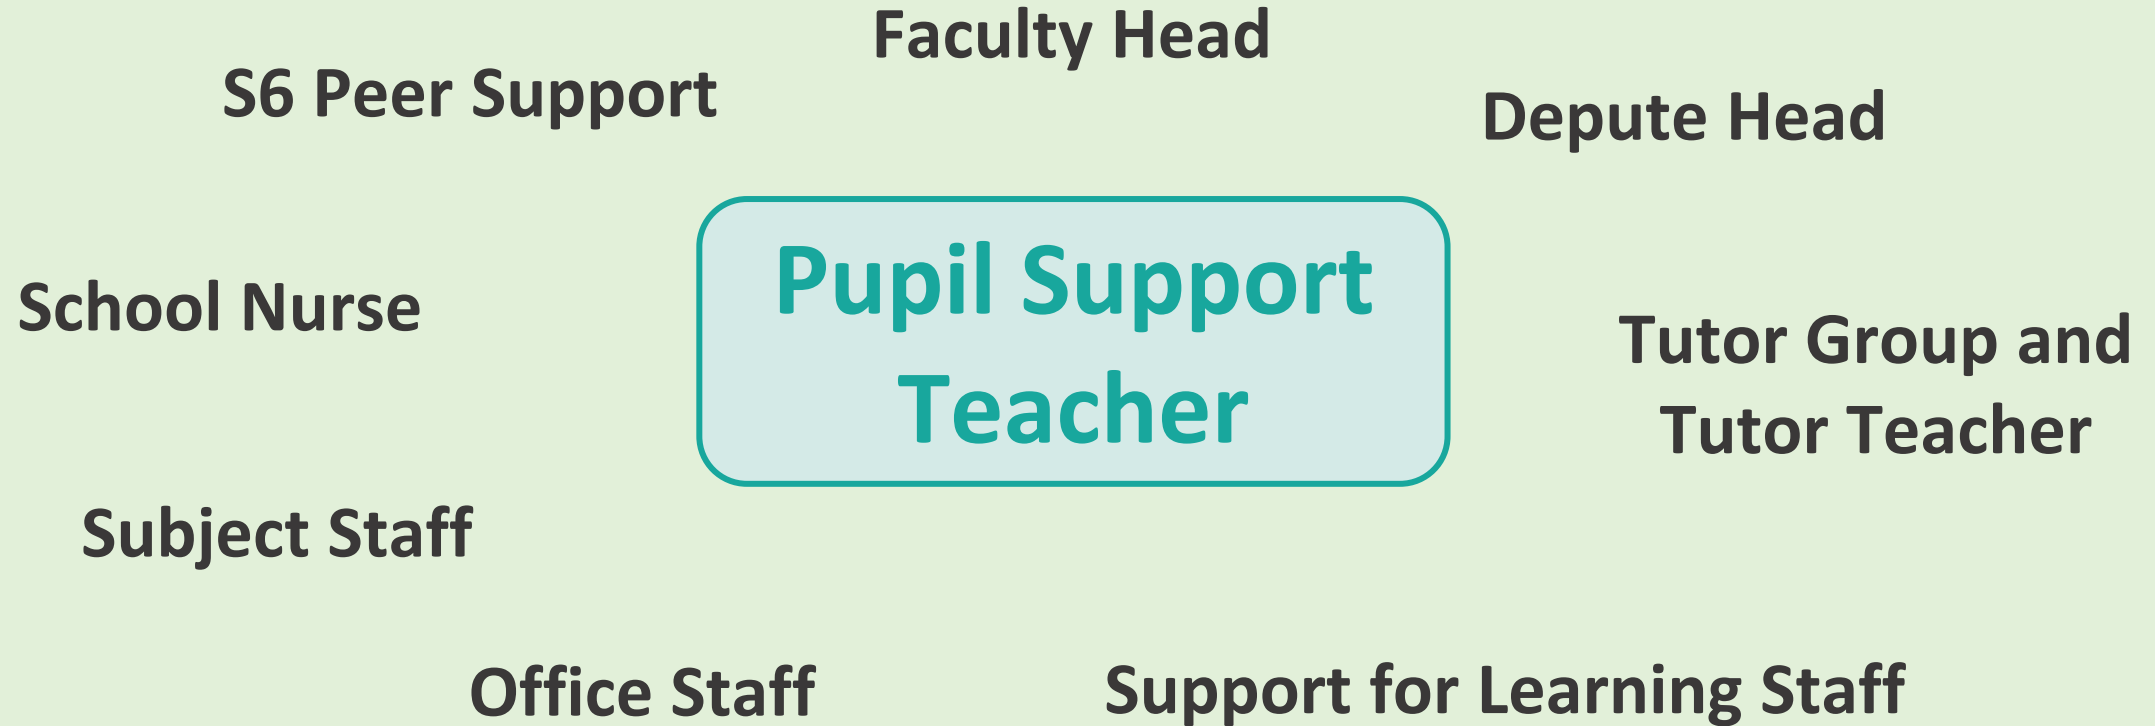 Faculty Head
S6 Peer Support
Depute Head
Pupil Support
Teacher
School Nurse
Tutor Group and
Tutor Teacher
Subject Staff
Office Staff
Support for Learning Staff